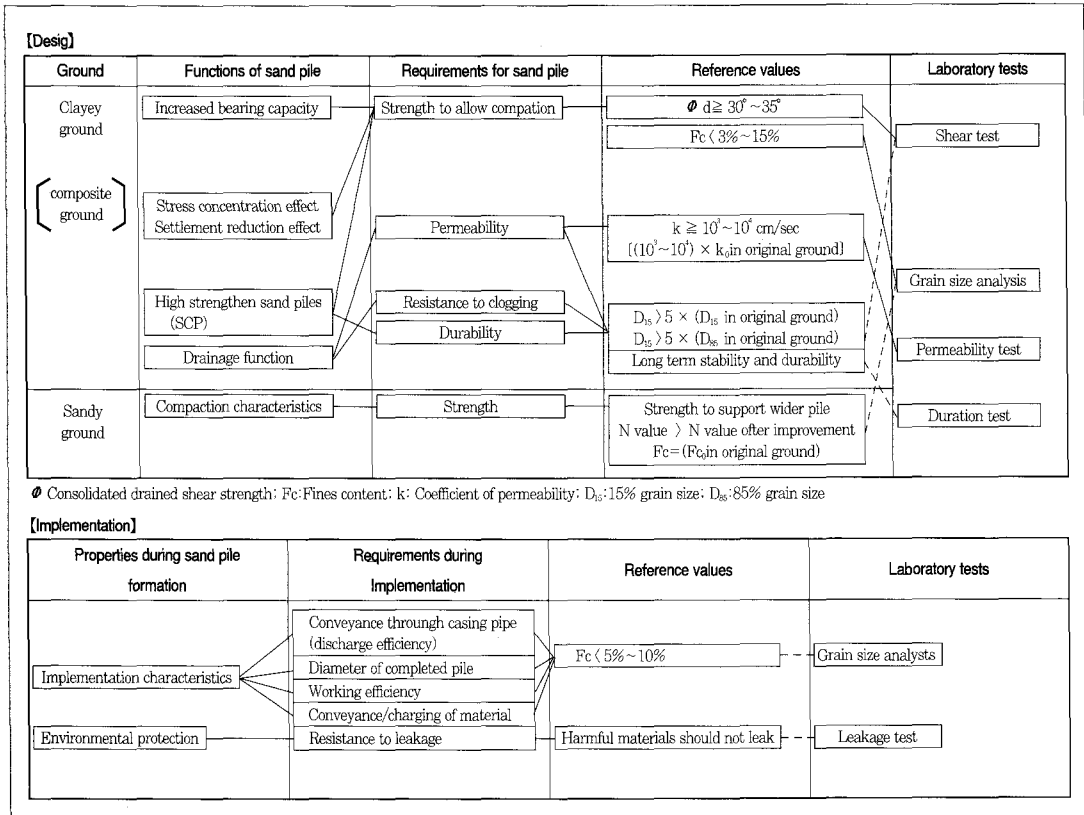 【Desig】
Ground Functions of sand pile Requirements for sand pile Reference values Laboratory tests
Clayey
ground
composite
ground
Increased bearing capacity
Stress concentration effect
Settlement reduction effect
High strengthen sand piles
(SCP)
Drainage function
Strength to allow compation
Permeability
Resistance to clogging
Durability
Φ d≧ 30° ~35°
Fc〈 3%~15%
k ≧ 10³~10⁴ cm/sec
[(10³~10⁴) × k₀in original ground]
D₁₅ 〉5 × (D₁₅ in original ground)
D₁₅ 〉5 × (D₈₅ in original ground)
Long term stability and durability
Shear test
Grain size analysis
Permeability test
Duration test
Sandy
ground
Compaction characteristics
Strength
Strength to support wider pile
N value 〉 N value ofter improvement
Fc=(Fc₀in original ground)
Φ Consolidated drained shear strength; Fc:Fines content; k: Coefficient of permeability; D₁₅:15% grain size; D₈₅:85% grain size
【Implementation】
Properties during sand pile
formation
Requirements during
Implementation
Reference values
Laboratory tests
Implementation characteristics
Environmental protection
Conveyance thruongh casing pipe
(discharge efficiency)
Diameter of completed pile
Working efficiency
Conveyance/charging of material
Resistance to leakage
Fc〈 5%~10%
Harmful materials should not leak
Grain size analysts
Leakage test